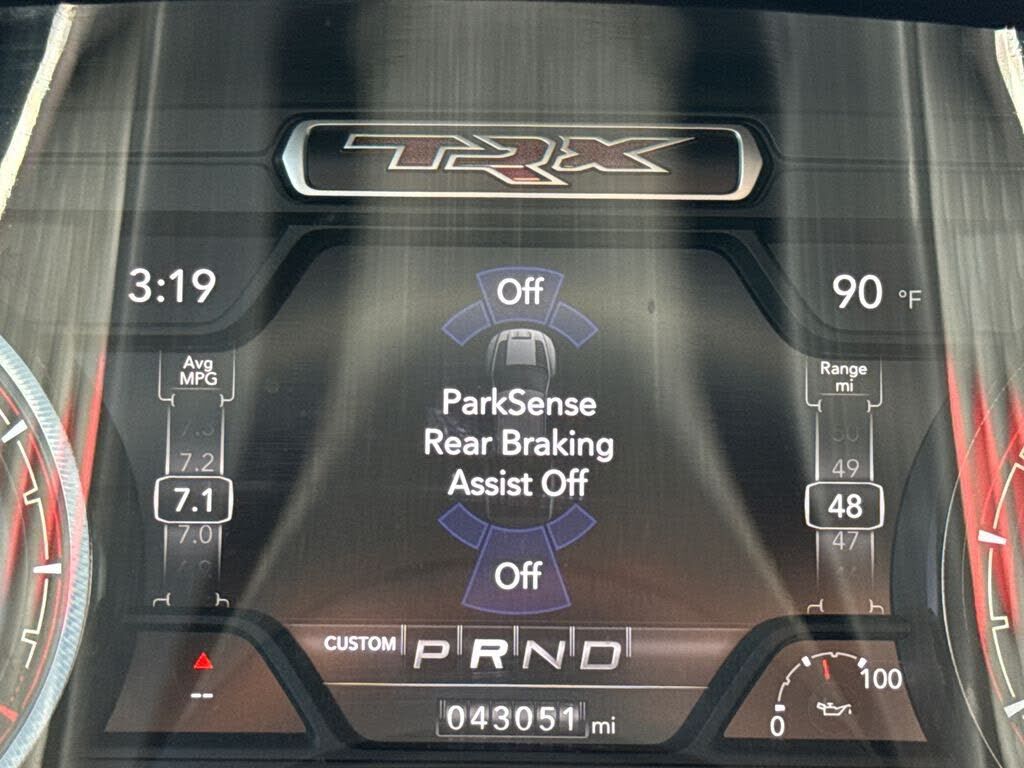 TRX
3:19
Off
90 °F
Avg
MPG
Range
mi
ParkSense
Rear Braking
Assist Off
7.2
49
7.1
48
7.0
47
Off
CUSTOM P R N D
--
100
0
043051 mi